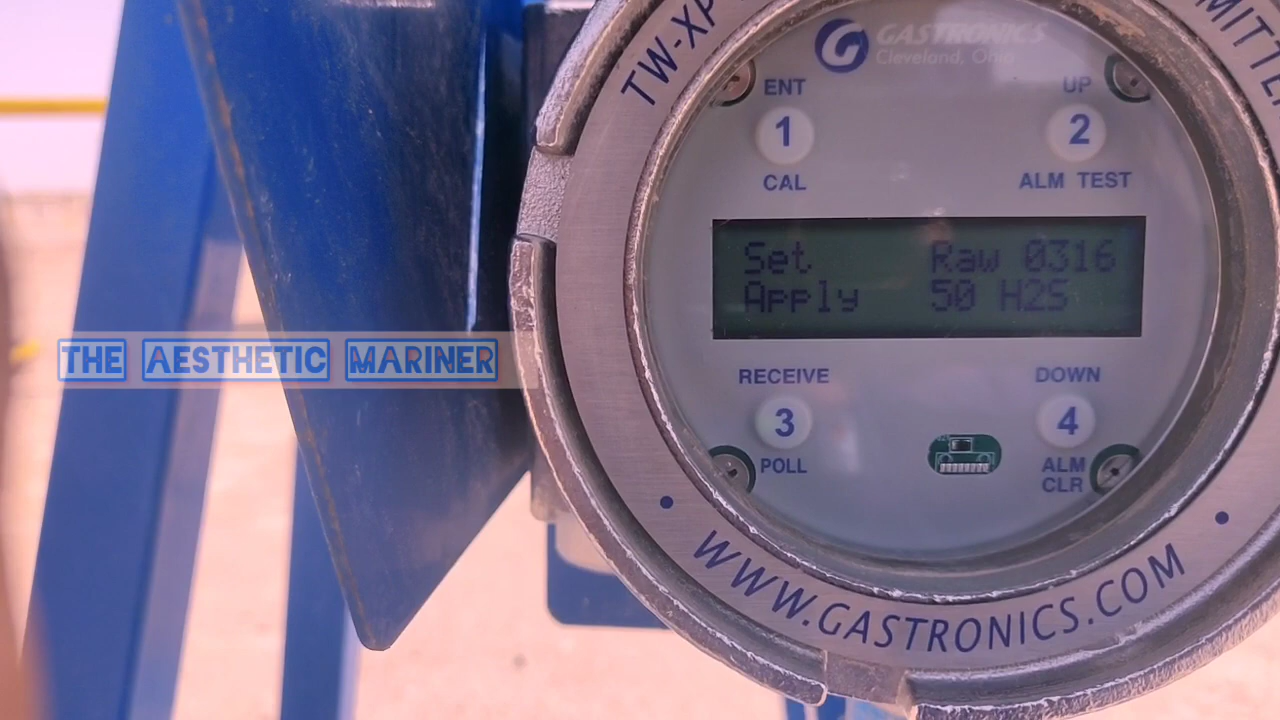 GASTRONICS
Cleveland, Ohio
TW-XP
MITTE
ENT
1
CAL
UP
2
ALM TEST
Set Raw 0316
Apply 50 H2S
THE AESTHETIC MARINER
RECEIVE
3
POLL
DOWN
4
ALM
CLR
WWW.GASTRONICS.COM